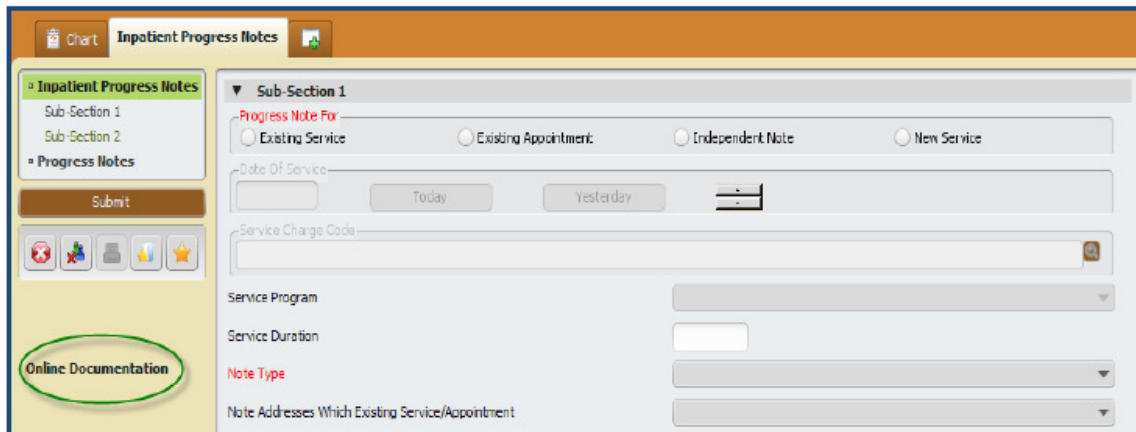 Chart
Inpatient Progress Notes
Inpatient Progress Notes
Sub-Section 1
Sub-Section 2
Progress Notes
Submit
Online Documentation
Sub-Section 1
Progress Note For
Existing Service Existing Appointment Independent Note New Service
Date Of Service
Today Yesterday
Service Charge Code
Service Program
Service Duration
Note Type
Note Addresses Which Existing Service/Appointment